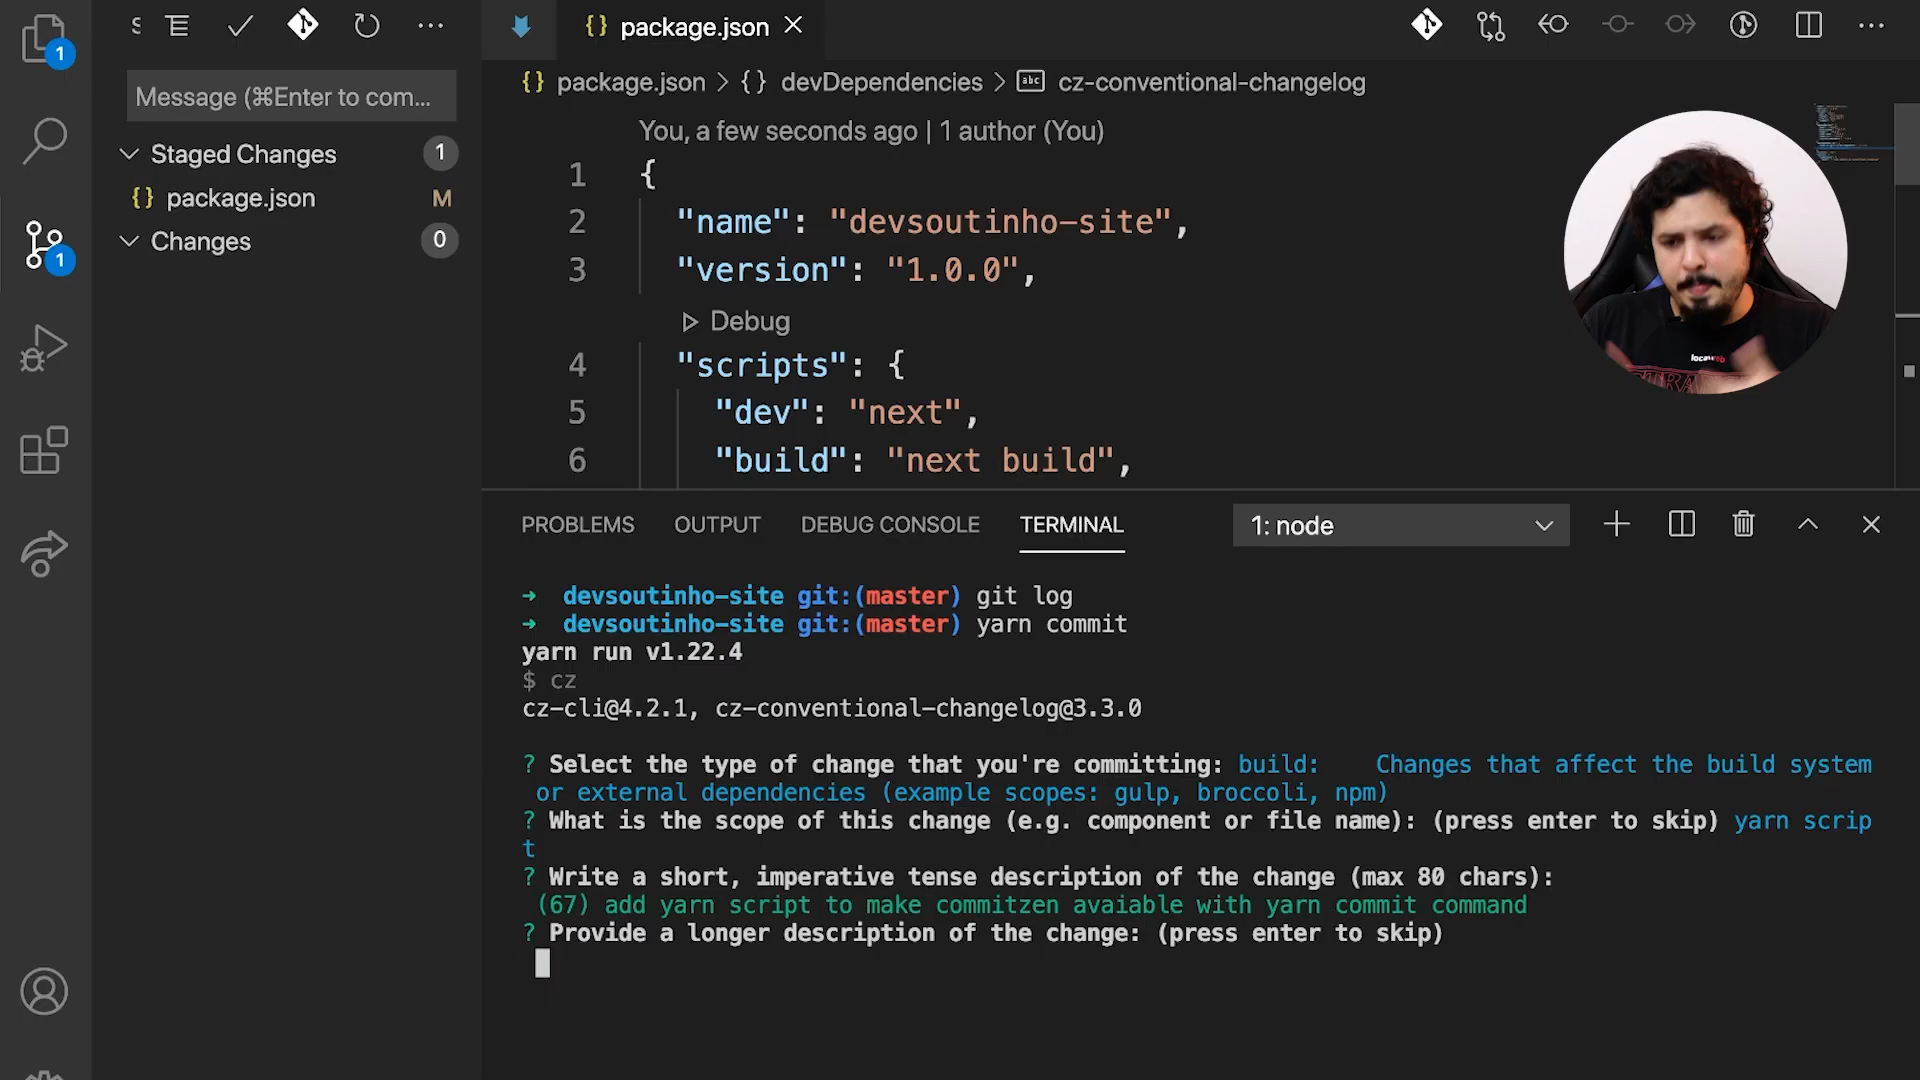 S
package.json
1
Message (⌘Enter to com...
package.json > {} devDependencies > abc cz-conventional-changelog
Staged Changes 1
{} package.json M
Changes 0
1
You, a few seconds ago | 1 author (You)
1 {
2 "name": "devsoutinho-site",
3 "version": "1.0.0",
Debug
4 "scripts": {
5 "dev": "next",
6 "build": "next build",
locaweb
PROBLEMS OUTPUT DEBUG CONSOLE TERMINAL 1: node
➜ devsoutinho-site git:(master) git log
➜ devsoutinho-site git:(master) yarn commit
yarn run v1.22.4
$ cz
cz-cli@4.2.1, cz-conventional-changelog@3.3.0
? Select the type of change that you're committing: build: Changes that affect the build system
or external dependencies (example scopes: gulp, broccoli, npm)
? What is the scope of this change (e.g. component or file name): (press enter to skip) yarn scrip
t
? Write a short, imperative tense description of the change (max 80 chars):
(67) add yarn script to make commitzen avaiable with yarn commit command
? Provide a longer description of the change: (press enter to skip)